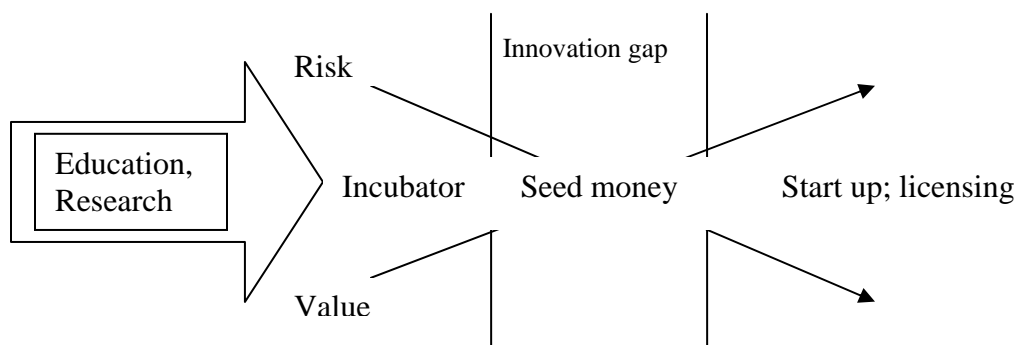 Innovation gap
Risk
Education,
Research
Incubator
Seed money
Start up; licensing
Value